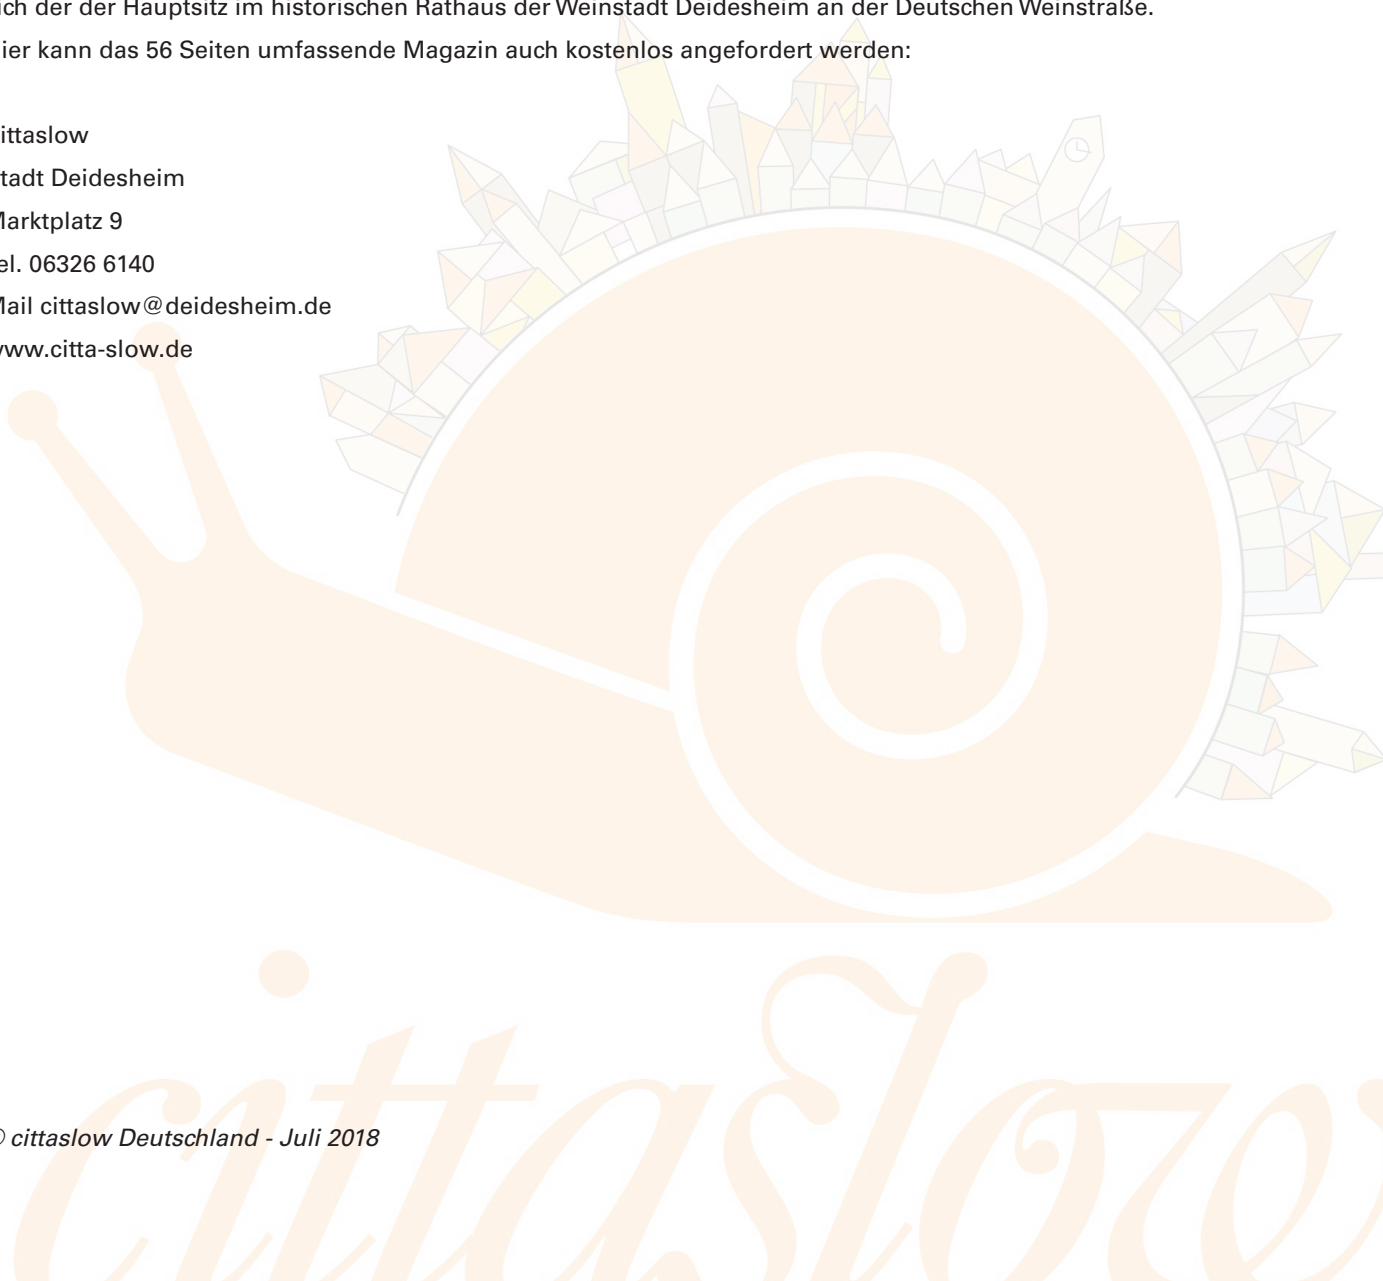 uch der der Hauptsitz im historischen Rathaus der Weinstadt Deidesheim an der Deutschen Weinstraße.
ier kann das 56 Seiten umfassende Magazin auch kostenlos angefordert werden:
ittaslow
tadt Deidesheim
Marktplatz 9
el. 06326 6140
Mail cittaslow@deidesheim.de
www.citta-slow.de
© cittaslow Deutschland - Juli 2018
cittaslow